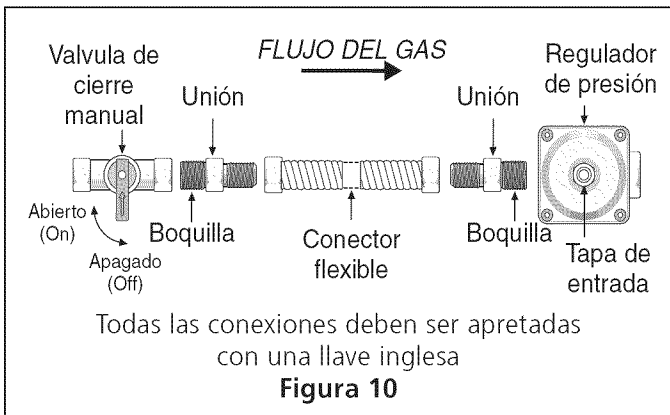 Valvula de
cierre
manual
FLUJO DEL GAS
Regulador
de presión
Unión
Unión
Abierto
(On)
Apagado
(Off)
Boquilla
Conector
flexible
Boquilla
Tapa de
entrada
Todas las conexiones deben ser apretadas
con una llave inglesa
Figura 10